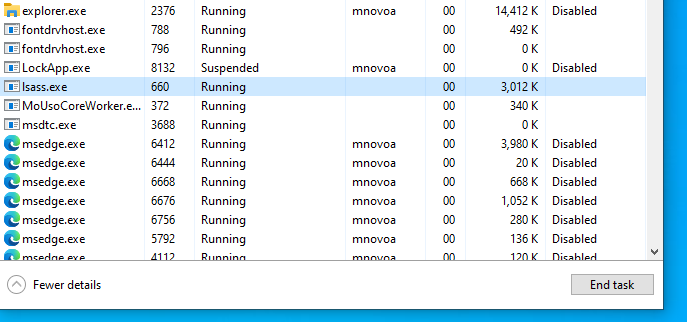 explorer.exe 2376 Running mnovoa 00 14,412 K Disabled
fontdrvhost.exe 788 Running 00 492 K
fontdrvhost.exe 796 Running 00 0 K
LockApp.exe 8132 Suspended mnovoa 00 0 K Disabled
lsass.exe 660 Running 00 3,012 K
MoUsoCoreWorker.e... 372 Running 00 340 K
msdtc.exe 3688 Running 00 0 K
msedge.exe 6412 Running mnovoa 00 3,980 K Disabled
msedge.exe 6444 Running mnovoa 00 20 K Disabled
msedge.exe 6668 Running mnovoa 00 668 K Disabled
msedge.exe 6676 Running mnovoa 00 1,052 K Disabled
msedge.exe 6756 Running mnovoa 00 280 K Disabled
msedge.exe 5792 Running mnovoa 00 136 K Disabled
msedge.exe 4112 Running mnovoa 00 120 K Disabled
Fewer details End task